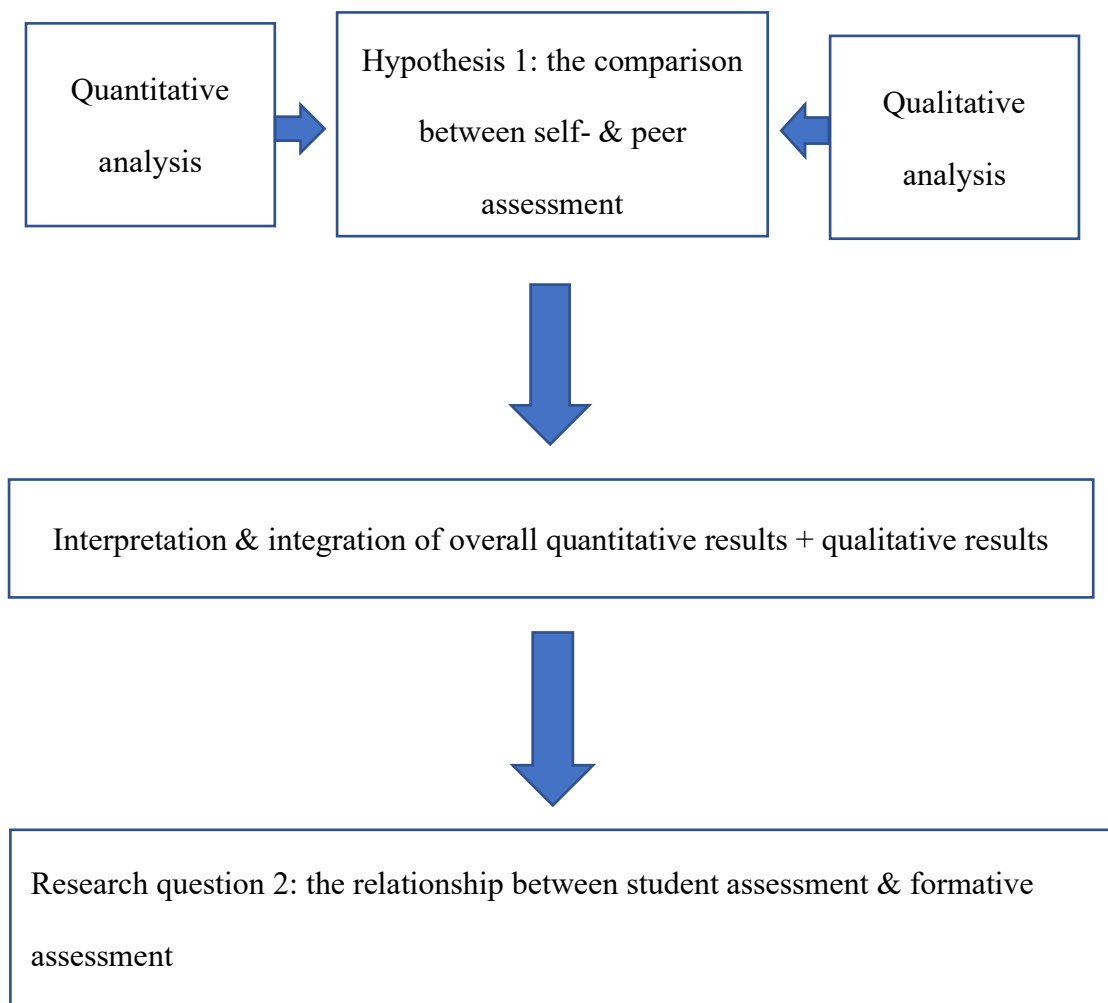 Quantitative
analysis
Hypothesis 1: the comparison
between self- & peer
assessment
Qualitative
analysis
Interpretation & integration of overall quantitative results + qualitative results
Research question 2: the relationship between student assessment & formative
assessment